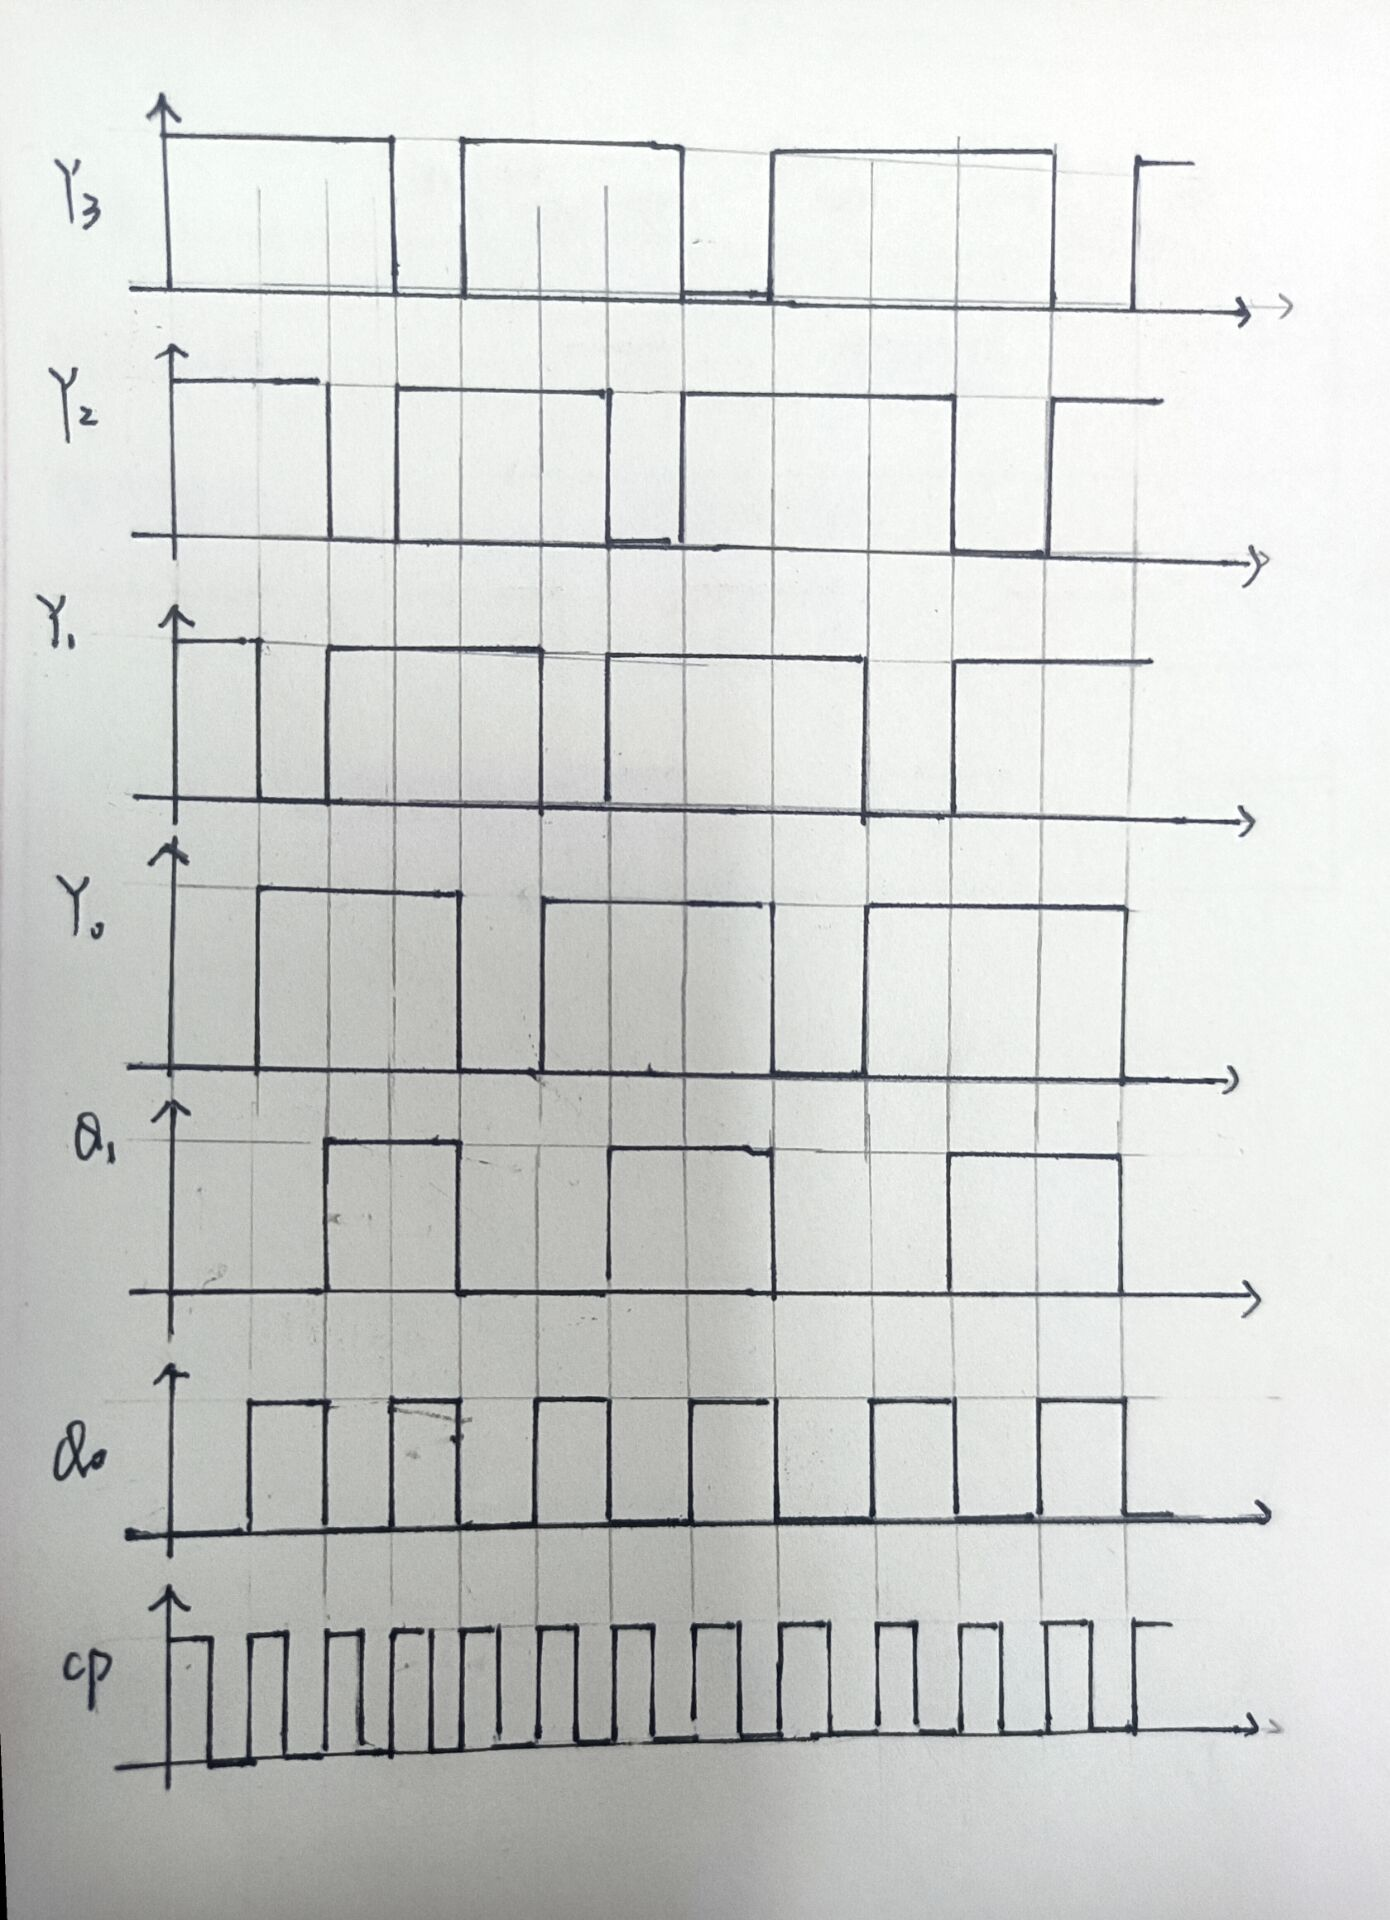 Y₃
Y₂
Y₁
Y₀
Q₁
Q₀
cp